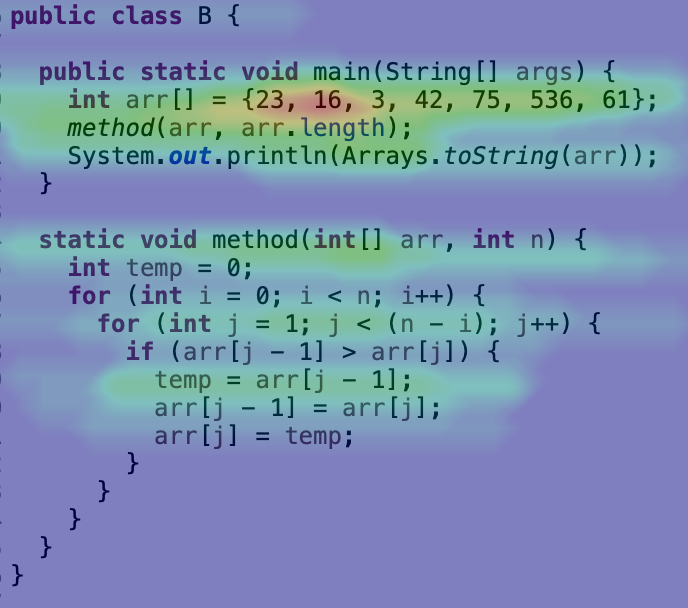 public class B {
public static void main(String[] args) {
int arr[] = {23, 16, 3, 42, 75, 536, 61};
method(arr, arr.length);
System.out.println(Arrays.toString(arr));
}
static void method(int[] arr, int n) {
int temp = 0;
for (int i = 0; i < n; i++) {
for (int j = 1; j < (n - i); j++) {
if (arr[j - 1] > arr[j]) {
temp = arr[j - 1];
arr[j - 1] = arr[j];
arr[j] = temp;
}
}
}
}
}